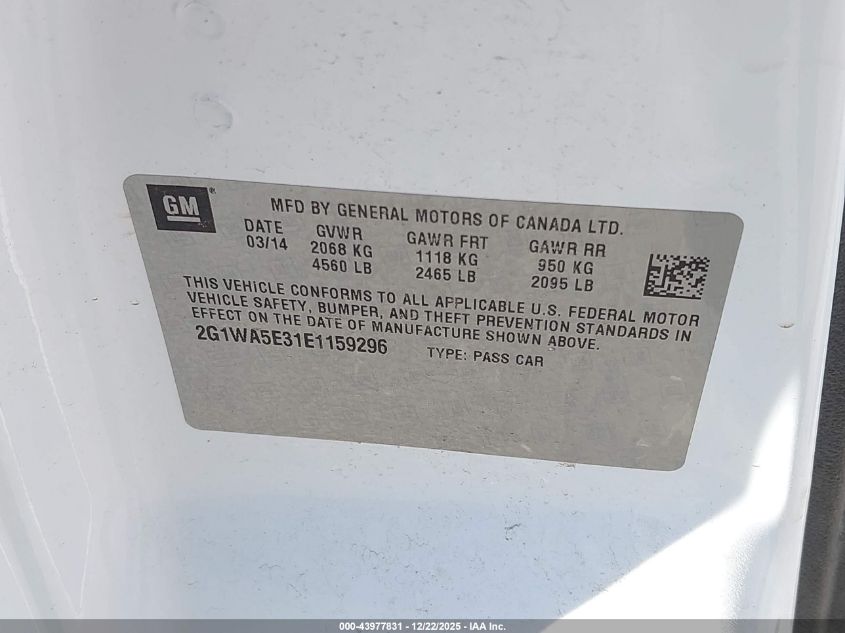 GM ®
MFD BY GENERAL MOTORS OF CANADA LTD.
DATE GVWR GAWR FRT GAWR RR
03/14 2068 KG 1118 KG 950 KG
4560 LB 2465 LB 2095 LB
THIS VEHICLE CONFORMS TO ALL APPLICABLE U.S. FEDERAL MOTOR
VEHICLE SAFETY, BUMPER, AND THEFT PREVENTION STANDARDS IN
EFFECT ON THE DATE OF MANUFACTURE SHOWN ABOVE.
2G1WA5E31E1159296 TYPE: PASS CAR
000-43977831 - 12/22/2025 - IAA Inc.